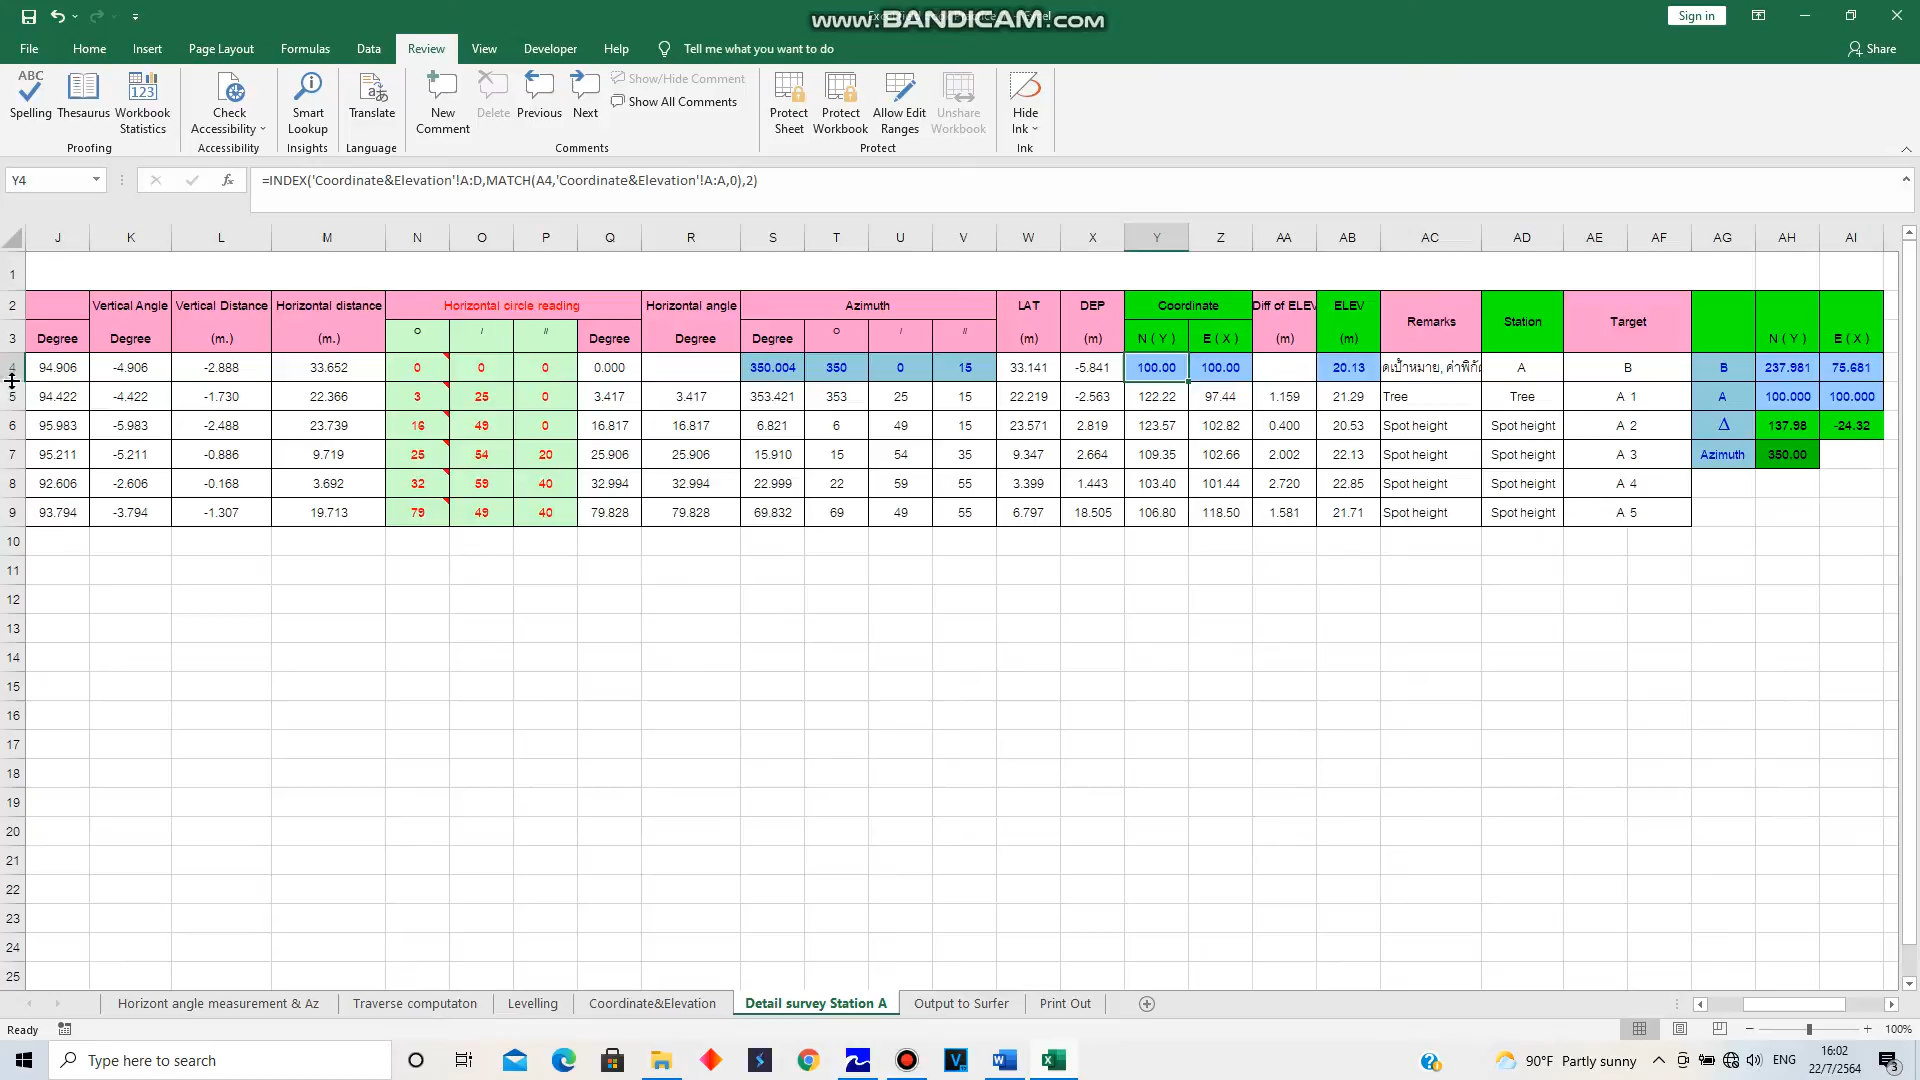 www.BANDICAM.com
Sign in
File Home Insert Page Layout Formulas Data Review View Developer Help Tell me what you want to do Share
ABC Spelling
Thesaurus
123 Workbook Statistics
Check Accessibility
Smart Lookup
Translate
New Comment
Delete
Previous
Next
Show/Hide Comment
Show All Comments
Protect Sheet
Protect Workbook
Allow Edit Ranges
Unshare Workbook
Hide Ink
Proofing Accessibility Insights Language Comments Protect Ink
Y4 fx =INDEX('Coordinate&Elevation'!A:D,MATCH(A4,'Coordinate&Elevation'!A:A,0),2)
J K L M N O P Q R S T U V W X Y Z AA AB AC AD AE AF AG AH AI
1
2 Vertical Angle Vertical Distance Horizontal distance Horizontal circle reading Horizontal angle Azimuth LAT DEP Coordinate Diff of ELEV ELEV Remarks Station Target
3 Degree Degree (m.) (m.) O / // Degree Degree Degree O / // (m) (m) N ( Y ) E ( X ) (m) (m) N ( Y ) E ( X )
4 94.906 -4.906 -2.888 33.652 0 0 0 0.000 350.004 350 0 15 33.141 -5.841 100.00 100.00 20.13 A B B 237.981 75.681
5 94.422 -4.422 -1.730 22.366 3 25 0 3.417 3.417 353.421 353 25 15 22.219 -2.563 122.22 97.44 1.159 21.29 Tree Tree A 1 A 100.000 100.000
6 95.983 -5.983 -2.488 23.739 16 49 0 16.817 16.817 6.821 6 49 15 23.571 2.819 123.57 102.82 0.400 20.53 Spot height Spot height A 2 Δ 137.98 -24.32
7 95.211 -5.211 -0.886 9.719 25 54 20 25.906 25.906 15.910 15 54 35 9.347 2.664 109.35 102.66 2.002 22.13 Spot height Spot height A 3 Azimuth 350.00
8 92.606 -2.606 -0.168 3.692 32 59 40 32.994 32.994 22.999 22 59 55 3.399 1.443 103.40 101.44 2.720 22.85 Spot height Spot height A 4
9 93.794 -3.794 -1.307 19.713 79 49 40 79.828 79.828 69.832 69 49 55 6.797 18.505 106.80 118.50 1.581 21.71 Spot height Spot height A 5
10
11
12
13
14
15
16
17
18
19
20
21
22
23
24
25
Horizont angle measurement & Az Traverse computaton Levelling Coordinate&Elevation Detail survey Station A Output to Surfer Print Out
Ready 100%
Type here to search 90°F Partly sunny ENG 16:02
22/7/2564